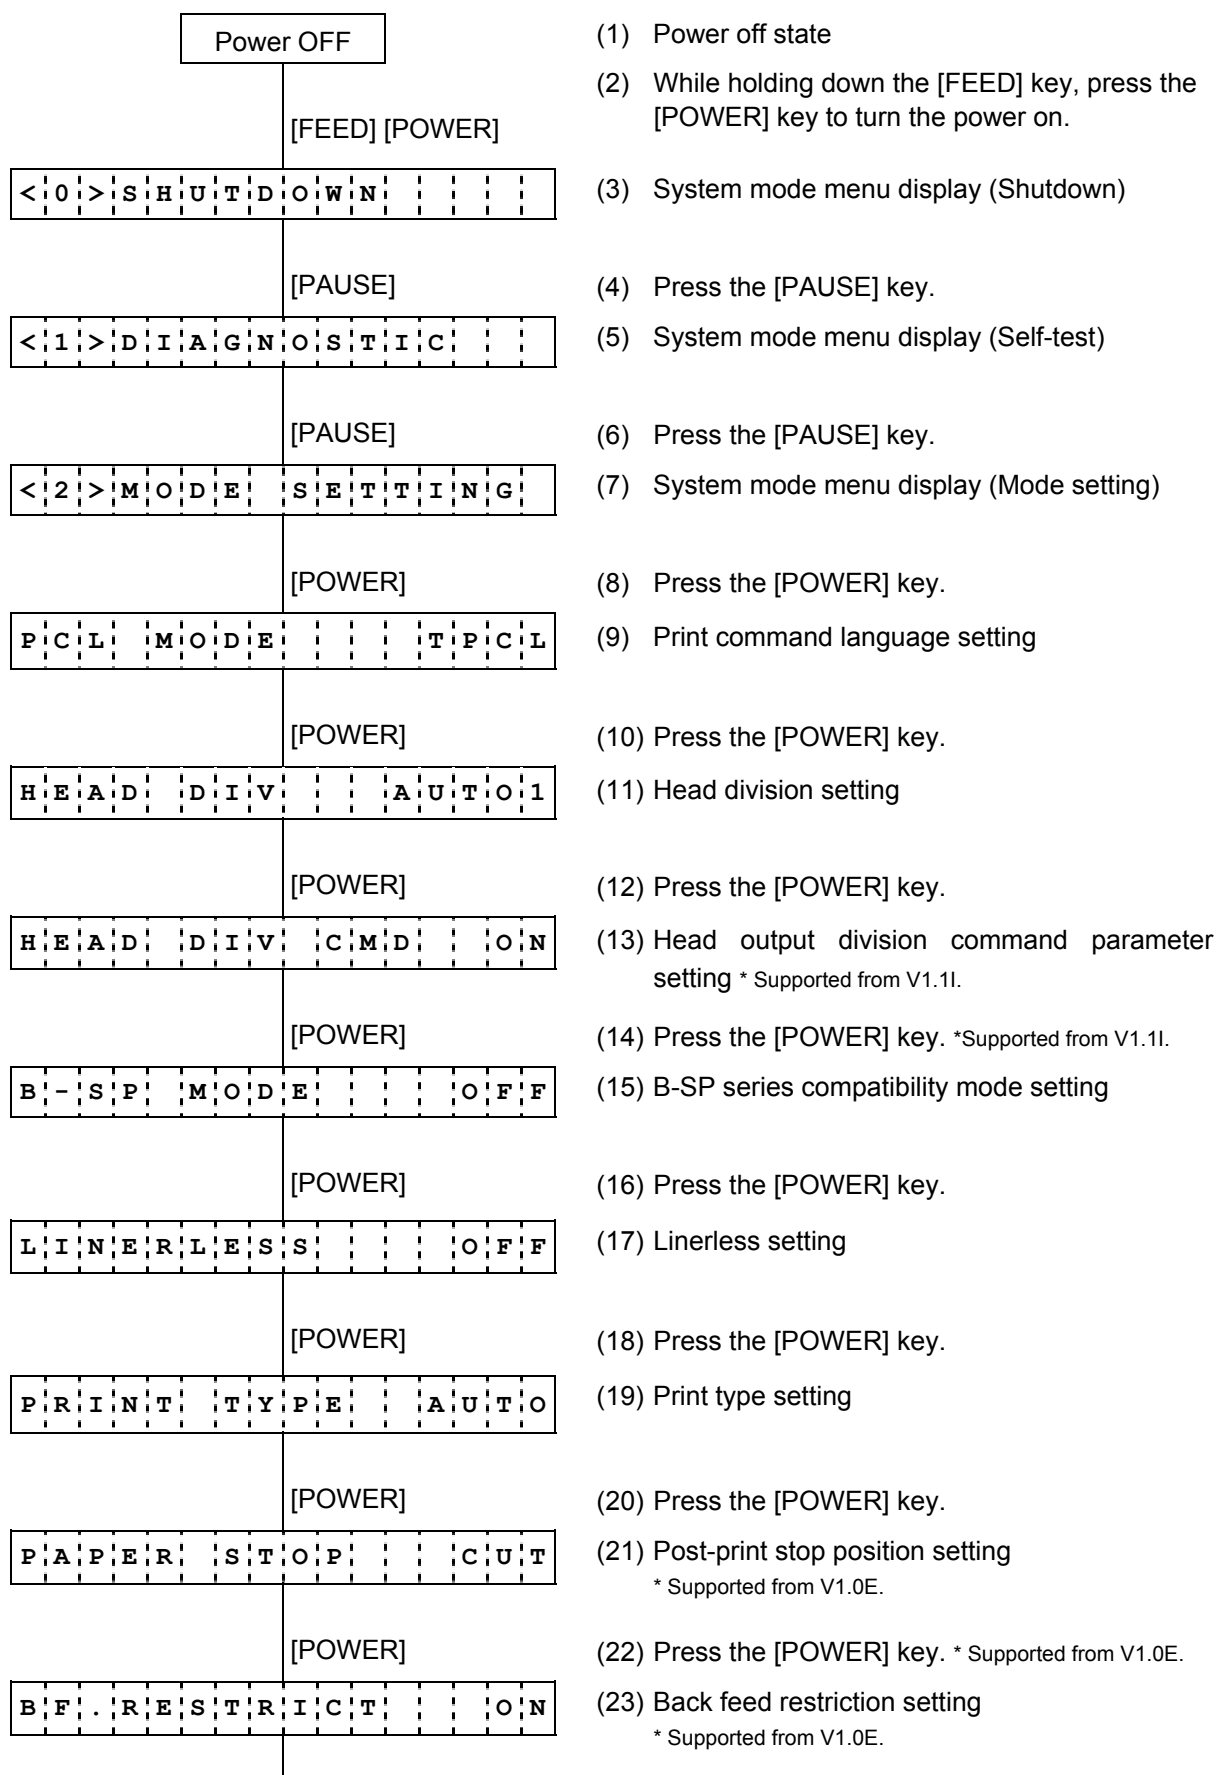 Power OFF
(1) Power off state
(2) While holding down the [FEED] key, press the
[POWER] key to turn the power on.
[FEED] [POWER]
<0>SHUTDOWN
(3) System mode menu display (Shutdown)
[PAUSE]
(4) Press the [PAUSE] key.
<1>DIAGNOSTIC
(5) System mode menu display (Self-test)
[PAUSE]
(6) Press the [PAUSE] key.
<2>MODE SETTING
(7) System mode menu display (Mode setting)
[POWER]
(8) Press the [POWER] key.
PCL MODE    TPCL
(9) Print command language setting
[POWER]
(10) Press the [POWER] key.
HEAD DIV   AUTO1
(11) Head division setting
[POWER]
(12) Press the [POWER] key.
HEAD DIV CMD  ON
(13) Head output division command parameter
setting * Supported from V1.1I.
[POWER]
(14) Press the [POWER] key. *Supported from V1.1I.
B-SP MODE    OFF
(15) B-SP series compatibility mode setting
[POWER]
(16) Press the [POWER] key.
LINERLESS    OFF
(17) Linerless setting
[POWER]
(18) Press the [POWER] key.
PRINT TYPE  AUTO
(19) Print type setting
[POWER]
(20) Press the [POWER] key.
PAPER STOP   CUT
(21) Post-print stop position setting
* Supported from V1.0E.
[POWER]
(22) Press the [POWER] key. * Supported from V1.0E.
BF.RESTRICT   ON
(23) Back feed restriction setting
* Supported from V1.0E.